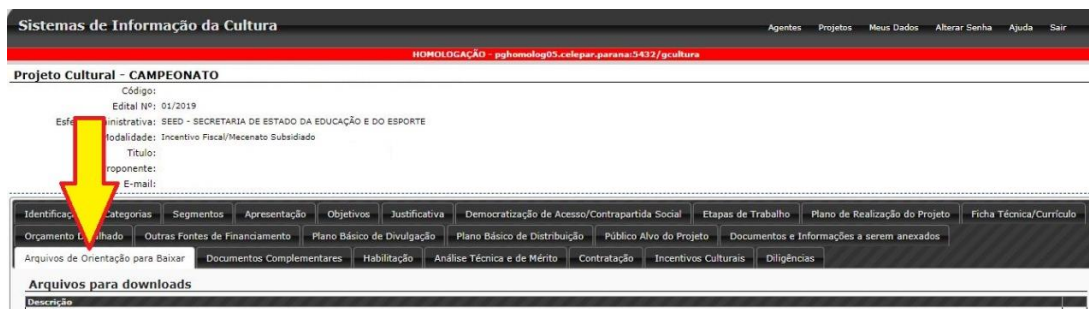 Sistemas de Informação da Cultura
Agentes Projetos Meus Dados Alterar Senha Ajuda Sair
HOMOLOGAÇÃO - pghomolog05.celepar.parana:5432/gcultura
Projeto Cultural - CAMPEONATO
Código:
Edital Nº: 01/2019
SEED - SECRETARIA DE ESTADO DA EDUCAÇÃO E DO ESPORTE
Modalidade: Incentivo Fiscal/Mecenato Subsidiado
Título:
E-mail:
Segmentos Apresentação Objetivos Justificativa Democratização de Acesso/Contrapartida Social Etapas de Trabalho Plano de Realização do Projeto Ficha Técnica/Currículo
Outras Fontes de Financiamento Plano Básico de Divulgação Plano Básico de Distribuição Público Alvo do Projeto Documentos e Informações a serem anexados
Arquivos de Orientação para Baixar Documentos Complementares Habilitação Análise Técnica e de Mérito Contratação Incentivos Culturais Diligências
Arquivos para downloads
Descrição